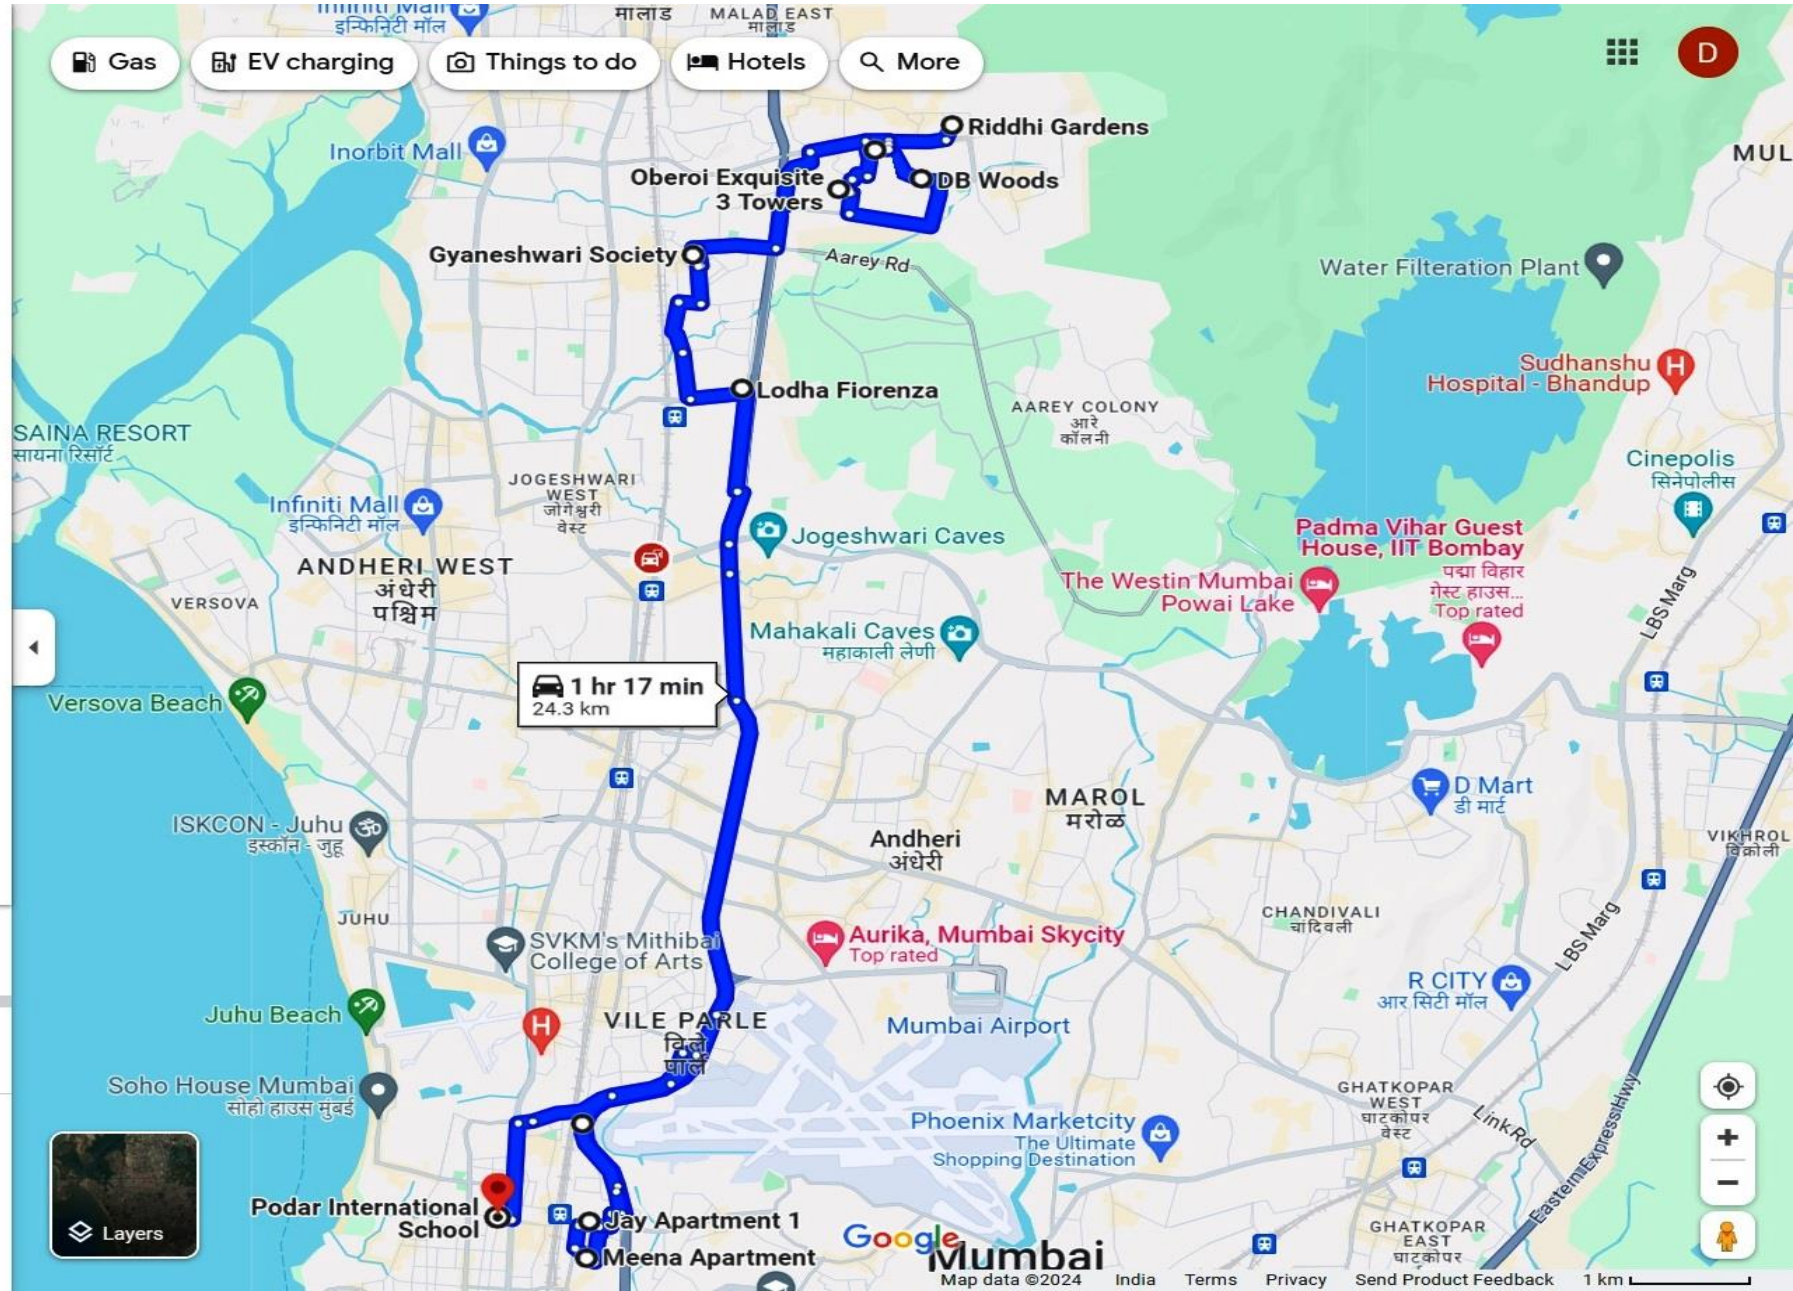 Infiniti Mall
इन्फिनिटी मॉल
मालाड
MALAD EAST
मालाड
Gas
EV charging
Things to do
Hotels
More
D
Riddhi Gardens
Inorbit Mall
MUL
Oberoi Exquisite
3 Towers
DB Woods
Gyaneshwari Society
Aarey Rd
Water Filteration Plant
Sudhanshu
Hospital - Bhandup
H
Lodha Fiorenza
AAREY COLONY
आरे
कॉलनी
SAINA RESORT
सायना रिसॉर्ट
Cinepolis
सिनेपोलीस
JOGESHWARI
WEST
जोगेश्वरी
वेस्ट
Infiniti Mall
इन्फिनिटी मॉल
Jogeshwari Caves
Padma Vihar Guest
House, IIT Bombay
पद्मा विहार
गेस्ट हाउस...
Top rated
ANDHERI WEST
अंधेरी
पश्चिम
The Westin Mumbai
Powai Lake
LBS Marg
VERSOVA
Mahakali Caves
महाकाली लेणी
1 hr 17 min
24.3 km
Versova Beach
D Mart
डी मार्ट
MAROL
मरोळ
ISKCON - Juhu
इस्कॉन - जुहू
Andheri
अंधेरी
VIKHROL
विक्रोली
JUHU
CHANDIVALI
चांदिवली
SVKM's Mithibai
College of Arts
Aurika, Mumbai Skycity
Top rated
LBS Marg
R CITY
आर सिटी मॉल
Juhu Beach
H
VILE PARLE
विले
पार्ले
Mumbai Airport
Soho House Mumbai
सोहो हाउस मुंबई
GHATKOPAR
WEST
घाटकोपर
वेस्ट
Link Rd
Eastern Express Hwy
Phoenix Marketcity
The Ultimate
Shopping Destination
Podar International
School
Jay Apartment 1
Meena Apartment
Layers
Google
Mumbai
GHATKOPAR
EAST
घाटकोपर
Map data ©2024
India
Terms
Privacy
Send Product Feedback
1 km